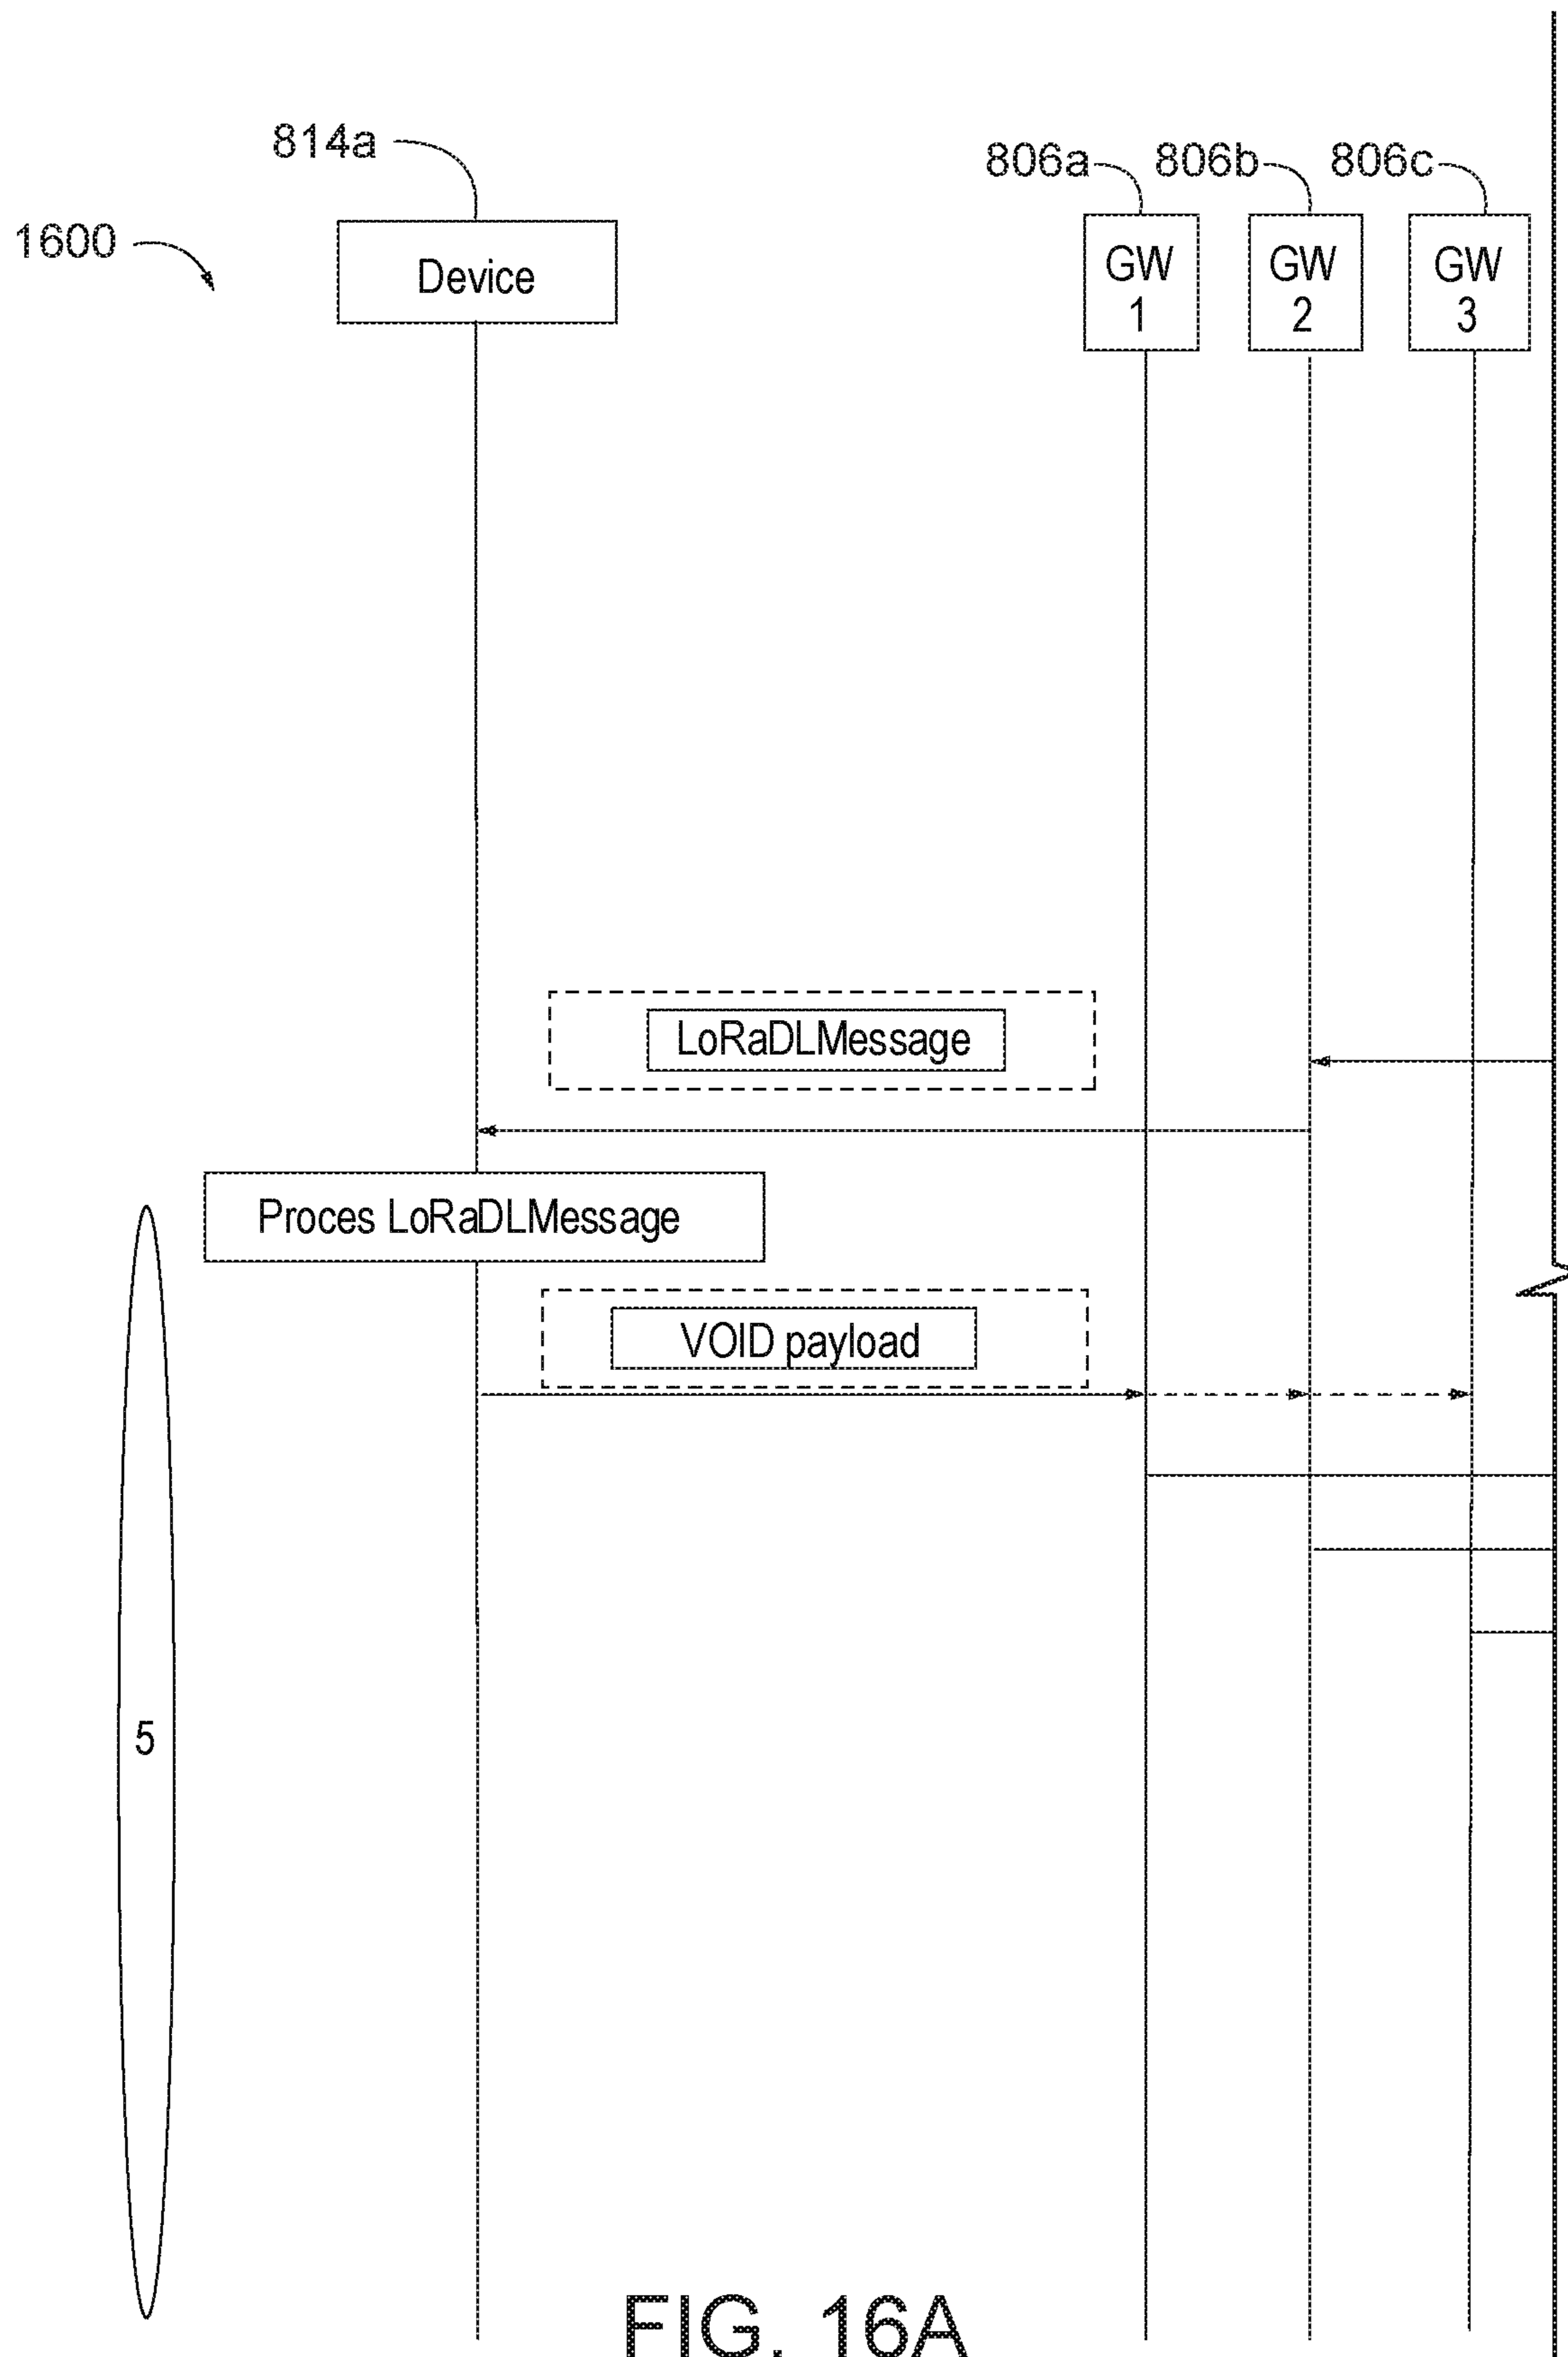 814a
806a 806b 806c
1600
Device
GW
1
GW
2
GW
3
LoRaDLMessage
Proces LoRaDLMessage
VOID payload
5
FIG. 16A